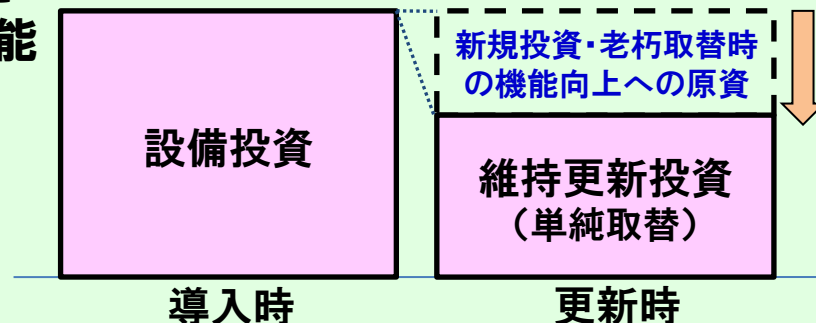 能
新規投資・老朽取替時
の機能向上への原資
設備投資
維持更新投資
（単純取替）
導入時
更新時